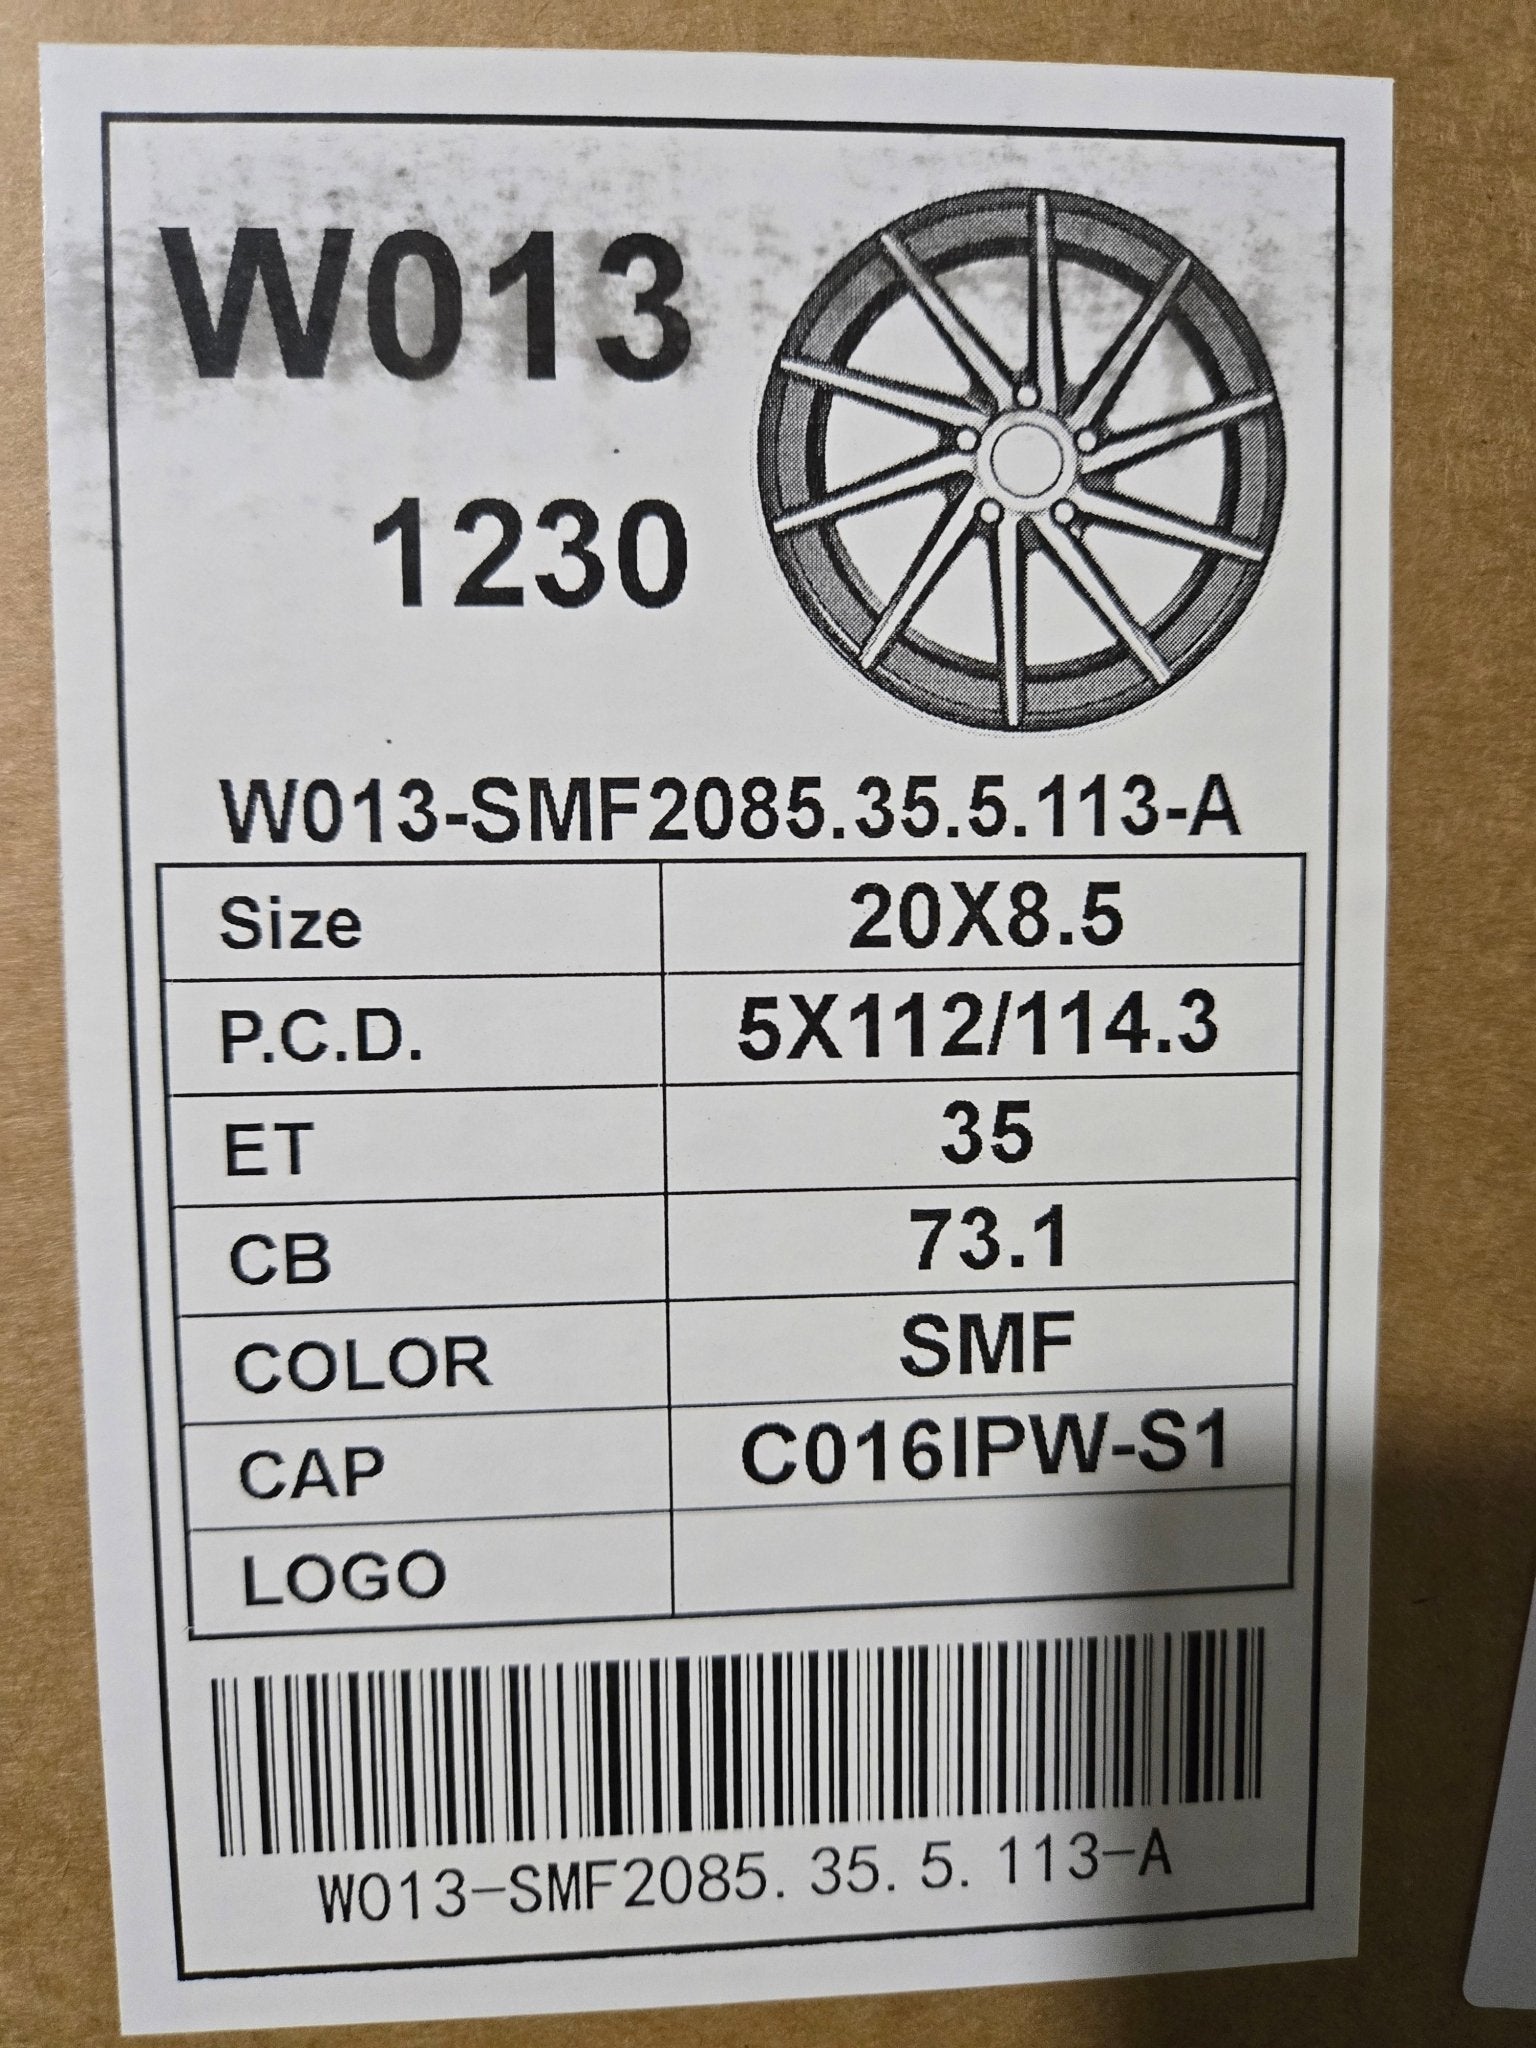 W013
1230
W013-SMF2085.35.5.113-A
Size 20X8.5
P.C.D. 5X112/114.3
ET 35
CB 73.1
COLOR SMF
CAP C016IPW-S1
LOGO
W013-SMF2085.35.5.113-A